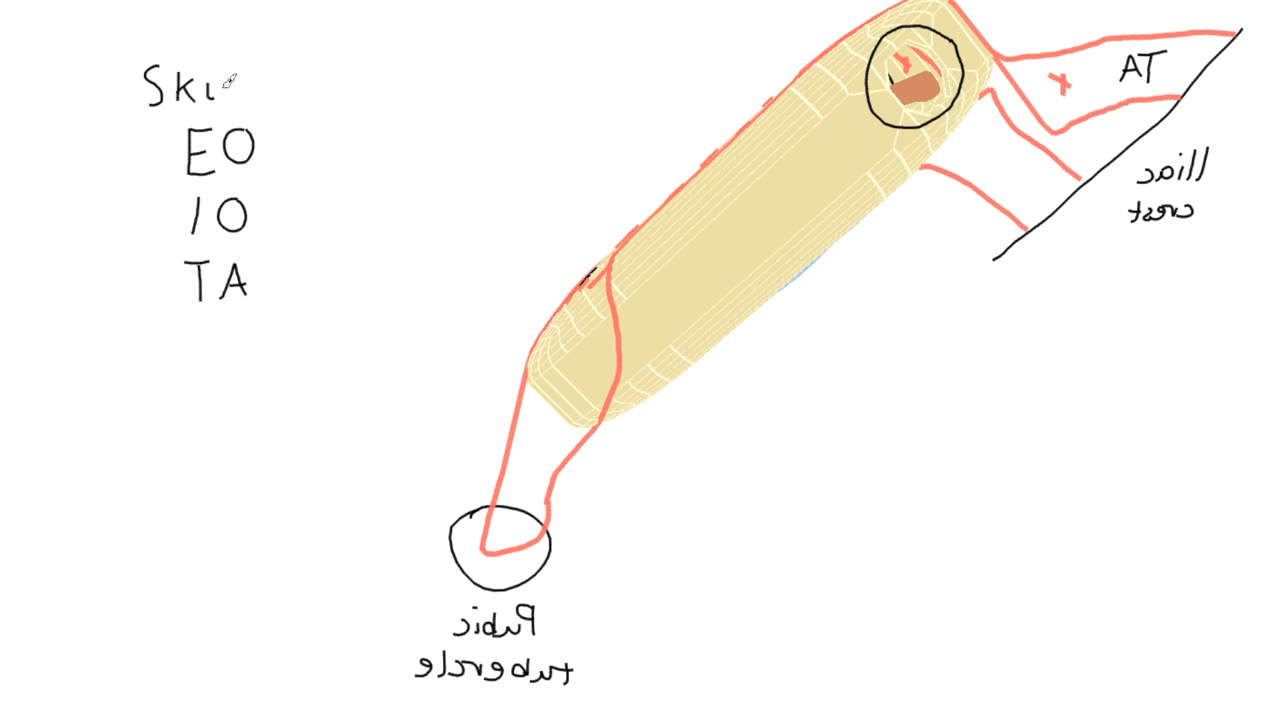 Ski
EO
IO
TA
AT
Iliac
crest
Pubic
tubercle